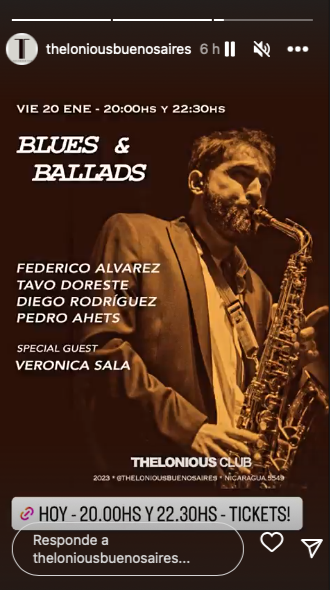 theloniousbuenosaires 6 h
VIE 20 ENE - 20:00HS Y 22:30HS
BLUES &
BALLADS
FEDERICO ALVAREZ
TAVO DORESTE
DIEGO RODRÍGUEZ
PEDRO AHETS
SPECIAL GUEST
VERONICA SALA
THELONIOUS CLUB
2023 * @THELONIOUSBUENOSAIRES * NICARAGUA 5549
HOY - 20.00HS Y 22.30HS - TICKETS!
Responde a
theloniousbuenosaires...